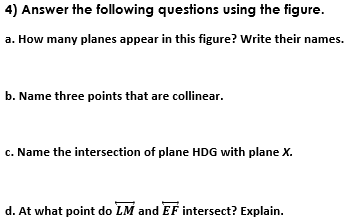 4) Answer the following questions using the figure.
a. How many planes appear in this figure? Write their names.
b. Name three points that are collinear.
c. Name the intersection of plane HDG with plane X.
d. At what point do \overleftrightarrow{LM} and \overleftrightarrow{EF} intersect? Explain.